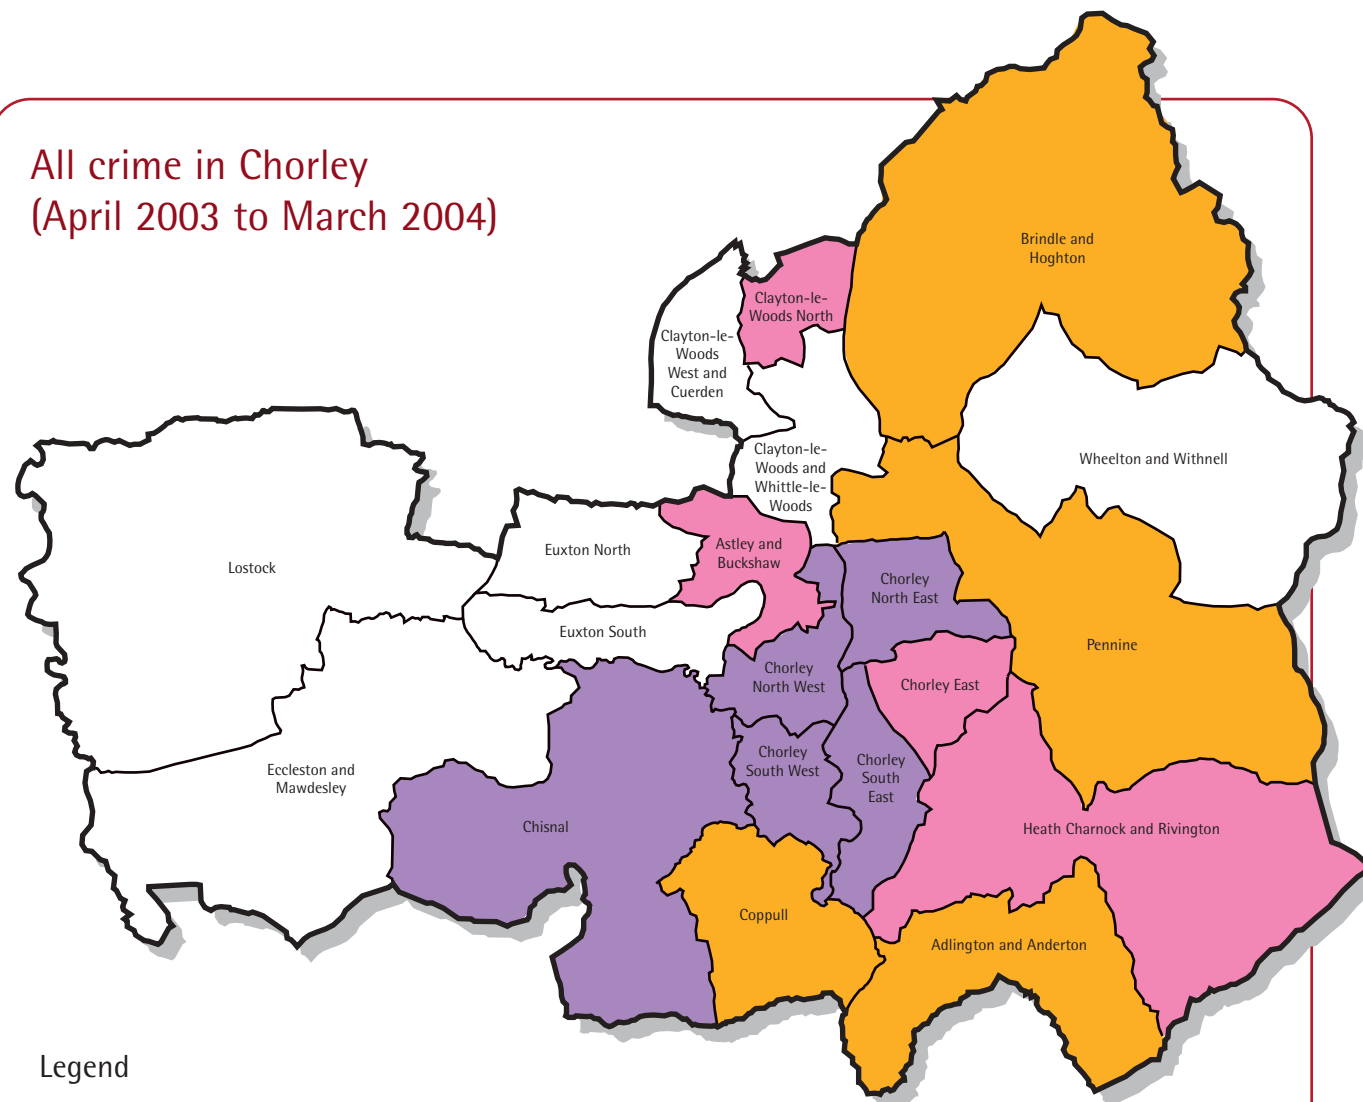 All crime in Chorley
(April 2003 to March 2004)
Brindle and
Hoghton
Clayton-le-
Woods North
Clayton-le-
Woods
West and
Cuerden
Clayton-le-
Woods and
Whittle-le-
Woods
Wheelton and Withnell
Euxton North
Astley and
Buckshaw
Lostock
Chorley
North East
Euxton South
Pennine
Chorley
North West
Chorley East
Eccleston and
Mawdesley
Chorley
South West
Chorley
South
East
Chisnal
Heath Charnock and Rivington
Coppull
Adlington and Anderton
Legend